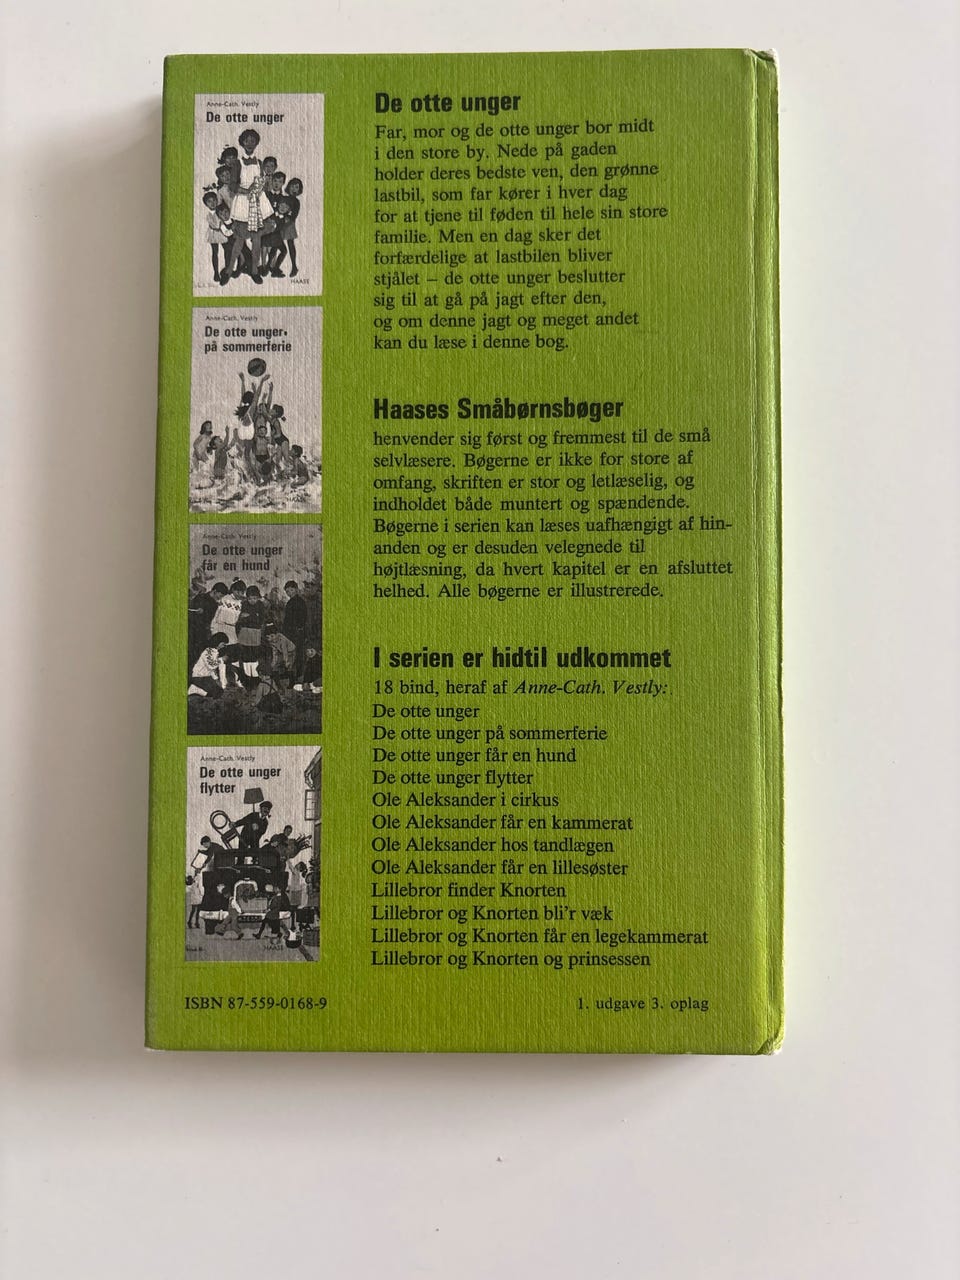 Anne-Cath. Vestly
De otte unger
HAASE
Anne-Cath. Vestly
De otte unger
på sommerferie
HAASE
Anne-Cath. Vestly
De otte unger
får en hund
Anne-Cath. Vestly
De otte unger
flytter
HAASE
De otte unger
Far, mor og de otte unger bor midt
i den store by. Nede på gaden
holder deres bedste ven, den grønne
lastbil, som far kører i hver dag
for at tjene til føden til hele sin store
familie. Men en dag sker det
forfærdelige at lastbilen bliver
stjålet – de otte unger beslutter
sig til at gå på jagt efter den,
og om denne jagt og meget andet
kan du læse i denne bog.
Haases Småbørnsbøger
henvender sig først og fremmest til de små
selvlæsere. Bøgerne er ikke for store af
omfang, skriften er stor og letlæselig, og
indholdet både muntert og spændende.
Bøgerne i serien kan læses uafhængigt af hin-
anden og er desuden velegnede til
højtlæsning, da hvert kapitel er en afsluttet
helhed. Alle bøgerne er illustrerede.
I serien er hidtil udkommet
18 bind, heraf af Anne-Cath. Vestly:
De otte unger
De otte unger på sommerferie
De otte unger får en hund
De otte unger flytter
Ole Aleksander i cirkus
Ole Aleksander får en kammerat
Ole Aleksander hos tandlægen
Ole Aleksander får en lillesøster
Lillebror finder Knorten
Lillebror og Knorten bli'r væk
Lillebror og Knorten får en legekammerat
Lillebror og Knorten og prinsessen
ISBN 87-559-0168-9
1. udgave 3. oplag